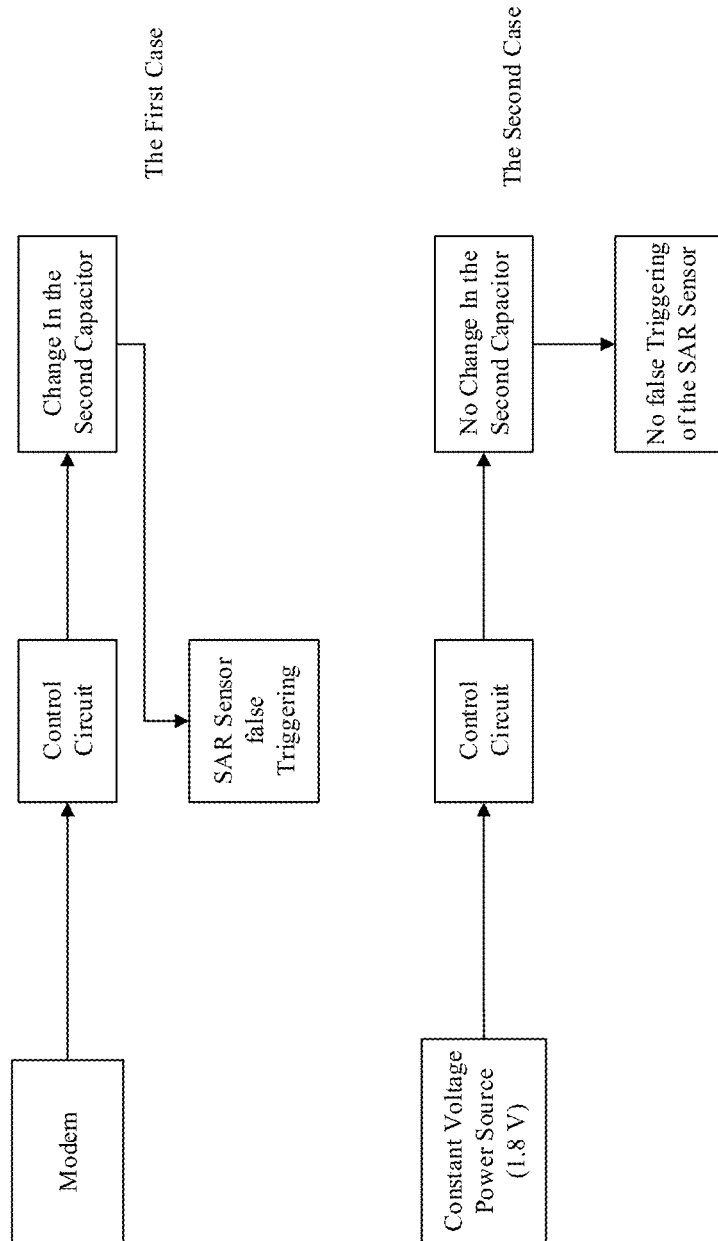 Modem
Control
Circuit
Change In the
Second Capacitor
SAR Sensor
false
Triggering
The First Case
Constant Voltage
Power Source
(1.8 V)
Control
Circuit
No Change In the
Second Capacitor
No false Triggering
of the SAR Sensor
The Second Case